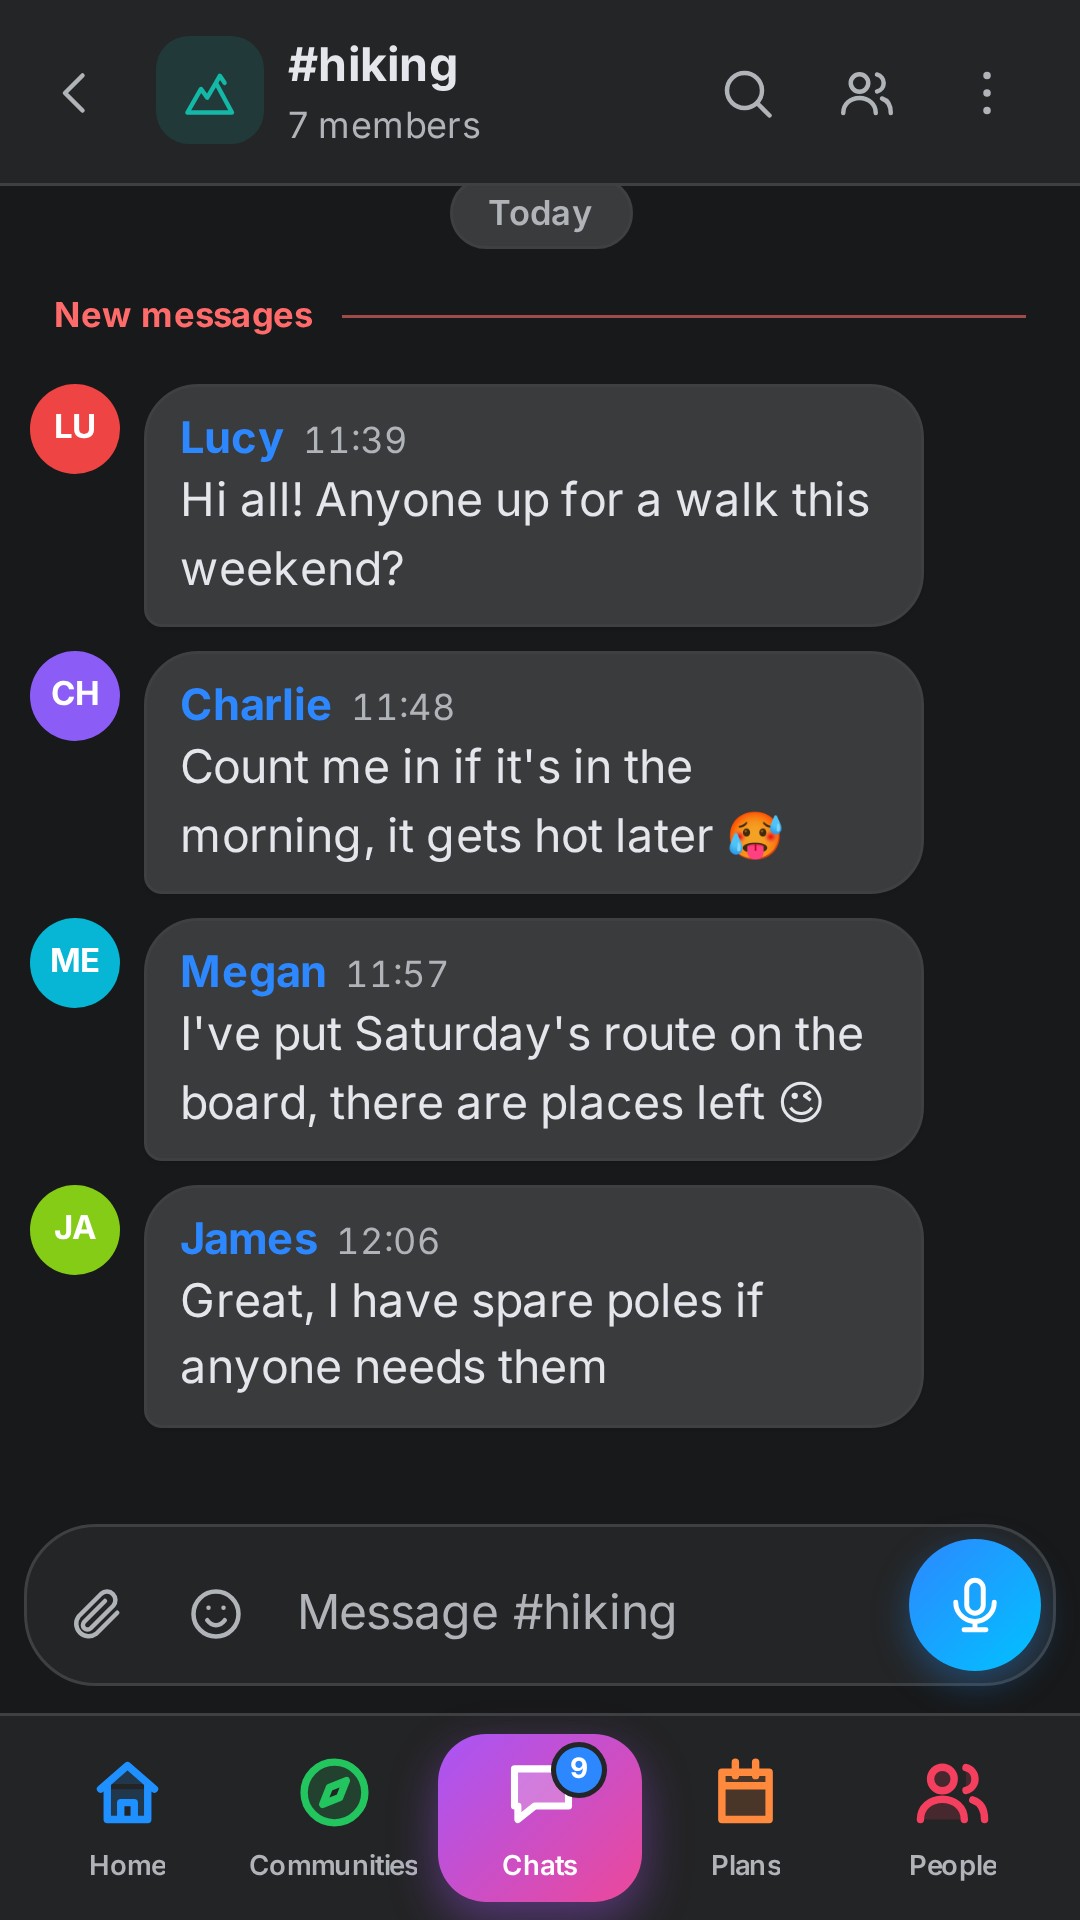 #hiking
7 members
Today
New messages
LU
Lucy 11:39
Hi all! Anyone up for a walk this
weekend?
CH
Charlie 11:48
Count me in if it's in the
morning, it gets hot later 🥵
ME
Megan 11:57
I've put Saturday's route on the
board, there are places left 😉
JA
James 12:06
Great, I have spare poles if
anyone needs them
Message #hiking
9
Home Communities Chats Plans People